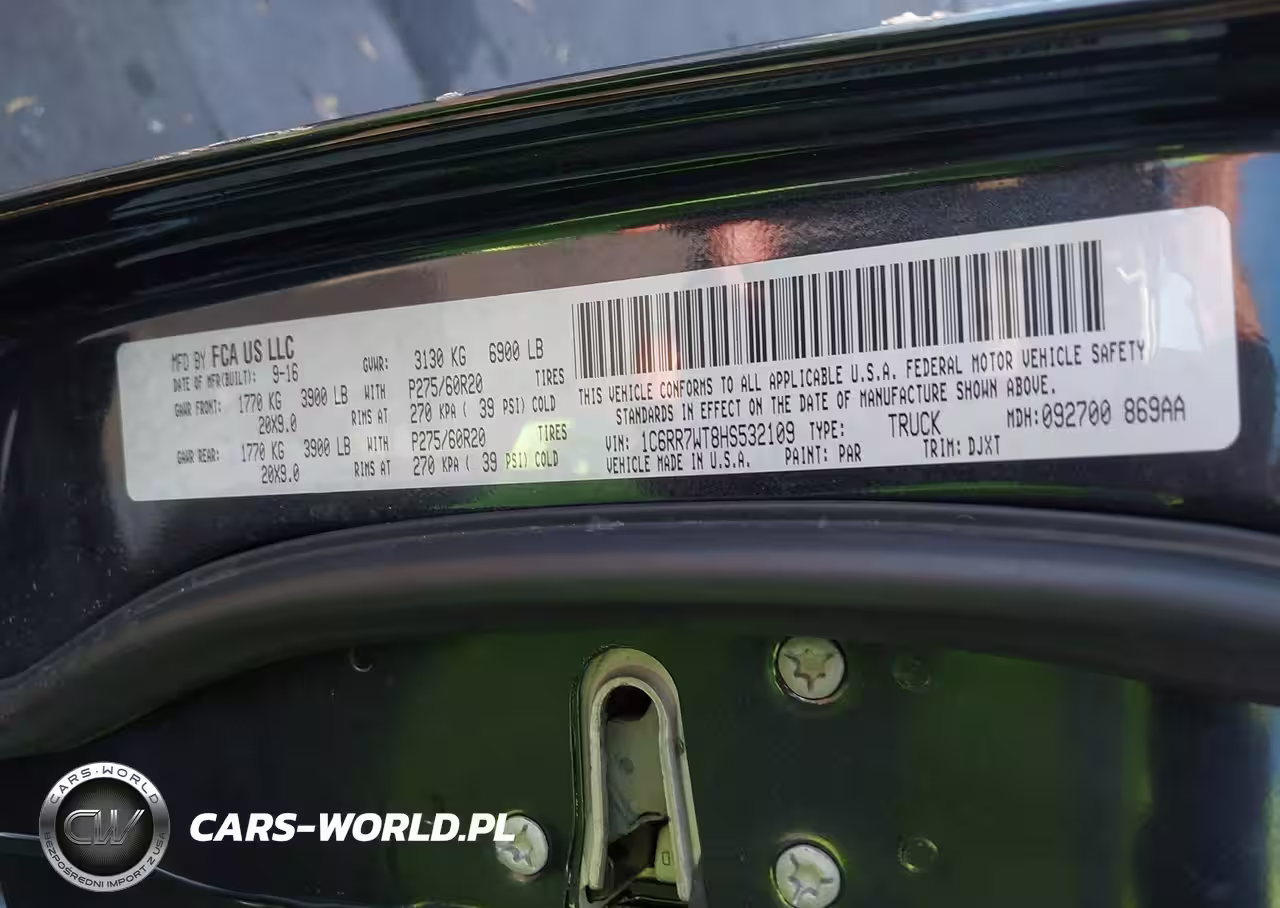 MFD BY FCA US LLC
DATE OF MFR(BUILT): 9-16
GVWR: 3130 KG 6900 LB
GAWR FRONT: 1770 KG 3900 LB WITH P275/60R20 TIRES
20X9.0 RIMS AT 270 KPA ( 39 PSI) COLD
GAWR REAR: 1770 KG 3900 LB WITH P275/60R20 TIRES
20X9.0 RIMS AT 270 KPA ( 39 PSI) COLD
THIS VEHICLE CONFORMS TO ALL APPLICABLE U.S.A. FEDERAL MOTOR VEHICLE SAFETY
STANDARDS IN EFFECT ON THE DATE OF MANUFACTURE SHOWN ABOVE.
VIN: 1C6RR7WT8HS532109 TYPE: TRUCK MDH:092700 869AA
VEHICLE MADE IN U.S.A. PAINT: PAR TRIM: DJXT
CARS-WORLD
CW
BEZPOŚREDNI IMPORT Z USA
CARS-WORLD.PL